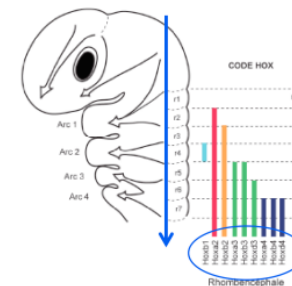 CODE HOX
r1
r2
r3
r6
r5
r6
r7
Arc 1
Arc 2
Arc 3
Arc 4
Hoxb1
Hoxa2
Hoxb2
Hoxa3
Hoxb3
Hoxd3
Hoxa4
Hoxb4
Hoxd4
Rhombencéphale